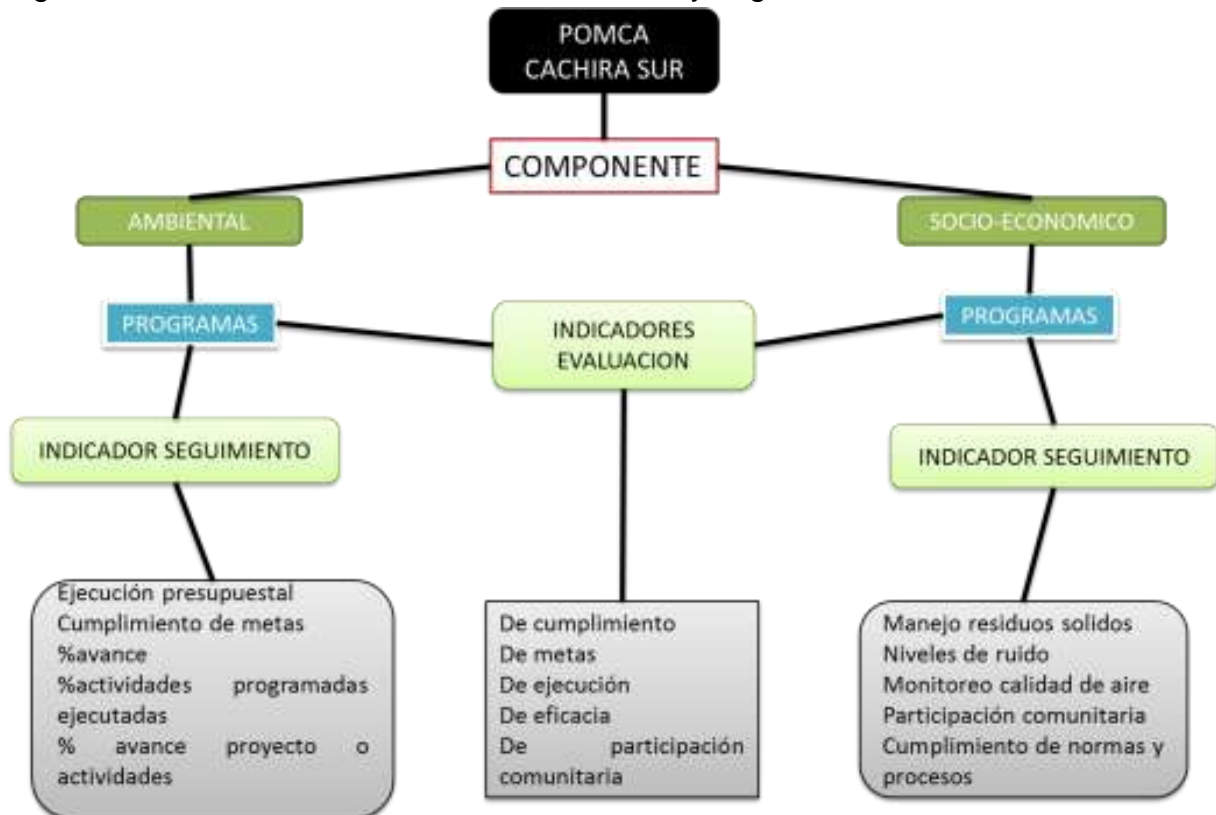 POMCA
CACHIRA SUR
COMPONENTE
AMBIENTAL
SOCIO-ECONOMICO
PROGRAMAS
INDICADORES
EVALUACION
PROGRAMAS
INDICADOR SEGUIMIENTO
INDICADOR SEGUIMIENTO
Ejecución presupuestal
Cumplimiento de metas
%avance
%actividades programadas
ejecutadas
% avance proyecto o
actividades
De cumplimiento
De metas
De ejecución
De eficacia
De participación
comunitaria
Manejo residuos solidos
Niveles de ruido
Monitoreo calidad de aire
Participación comunitaria
Cumplimiento de normas y
procesos